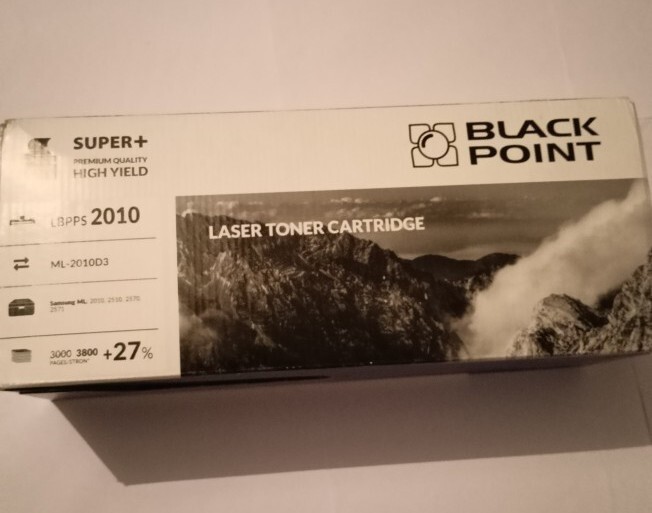 SUPER+
PREMIUM QUALITY
HIGH YIELD
LBPPS 2010
ML-2010D3
Samsung ML: 2010, 2510, 2570,
2571
3000 3800 +27%
PAGES/STRON*
BLACK
POINT
LASER TONER CARTRIDGE